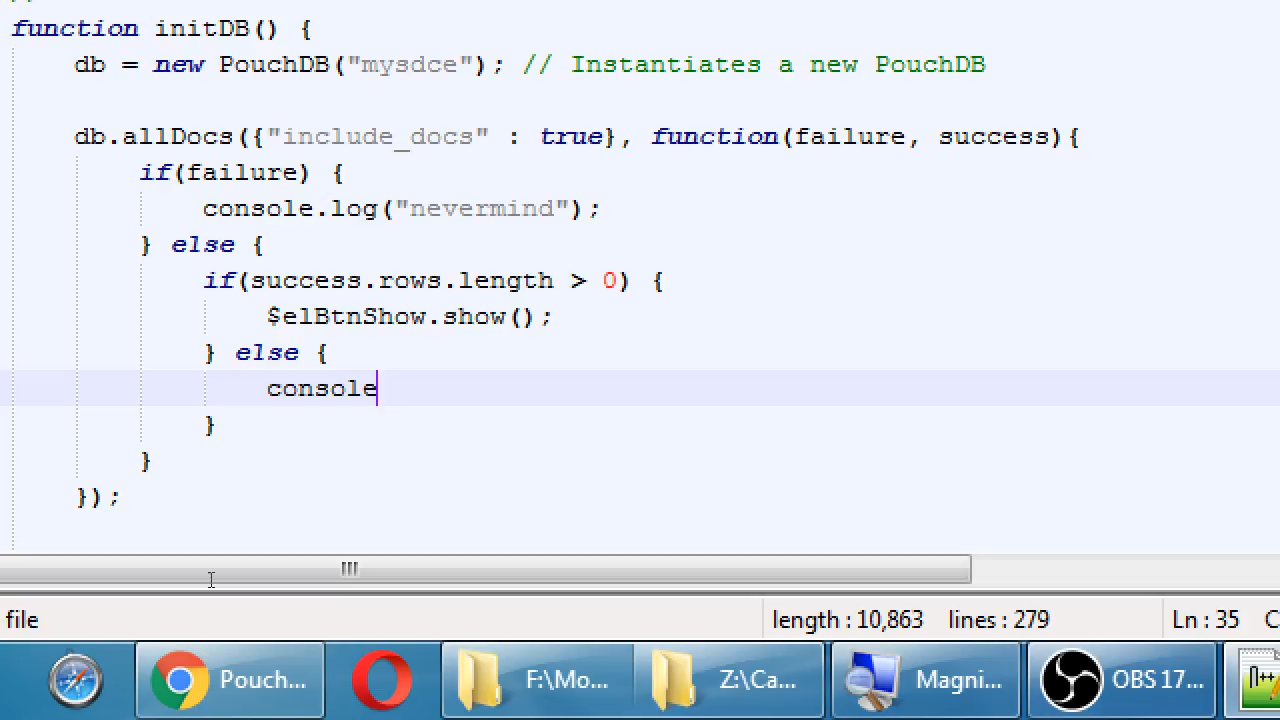 function initDB() {
db = new PouchDB("mysdce"); // Instantiates a new PouchDB
db.allDocs({"include_docs" : true}, function(failure, success){
if(failure) {
console.log("nevermind");
} else {
if(success.rows.length > 0) {
$elBtnShow.show();
} else {
console
}
}
});
file length : 10,863 lines : 279 Ln : 35
Pouch... F:\Mo... Z:\Ca... Magni... OBS 17...